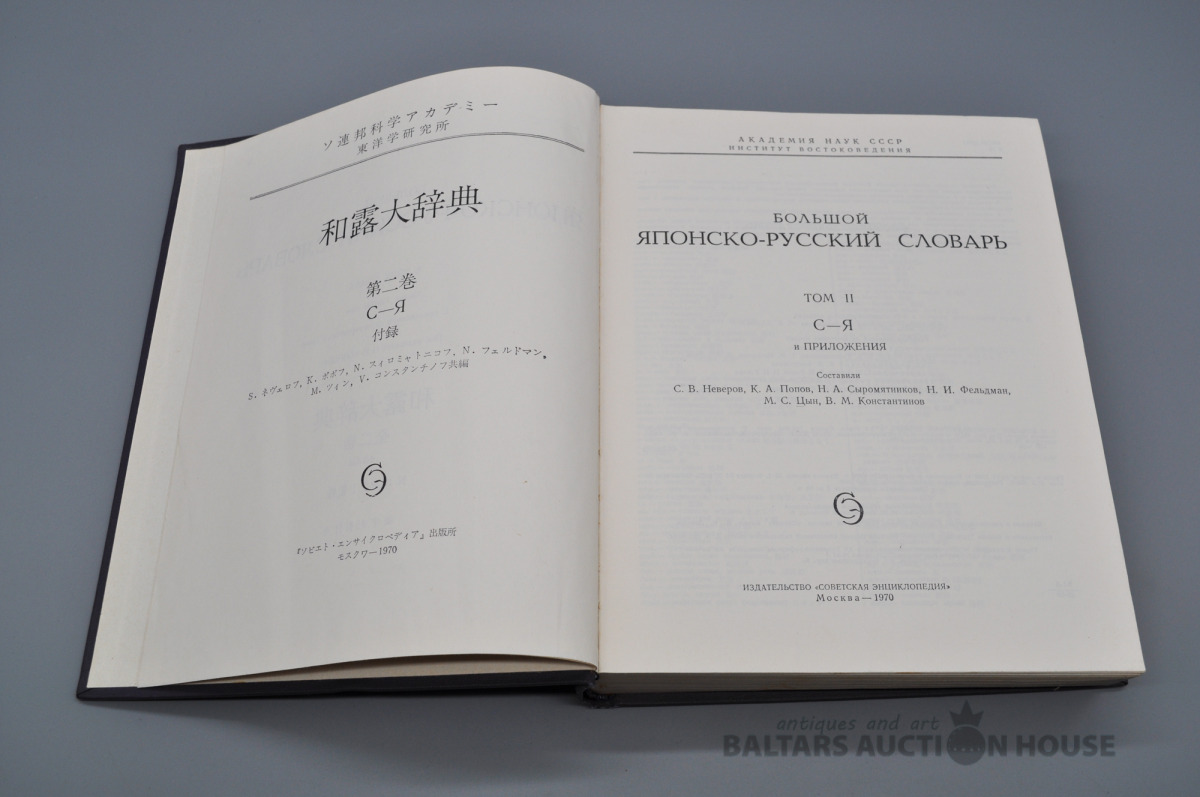 ソ連邦科学アカデミー
東洋学研究所
和露大辞典
第二巻
С—Я
付録
S. ネヴェロフ, K. ポポフ, N. スィロミャトニコフ, N. フェルドマン,
M. ツィン, V. コンスタンチノフ共編
『ソビエト・エンサイクロペディア』出版所
モスクワー1970
АКАДЕМИЯ НАУК СССР
ИНСТИТУТ ВОСТОКОВЕДЕНИЯ
БОЛЬШОЙ
ЯПОНСКО-РУССКИЙ СЛОВАРЬ
ТОМ II
С—Я
и ПРИЛОЖЕНИЯ
Составили
С. В. Неверов, К. А. Попов, Н. А. Сыромятников, Н. И. Фельдман,
М. С. Цын, В. М. Константинов
ИЗДАТЕЛЬСТВО «СОВЕТСКАЯ ЭНЦИКЛОПЕДИЯ»
Москва — 1970
antiques and art
BALTARS AUCTION HOUSE